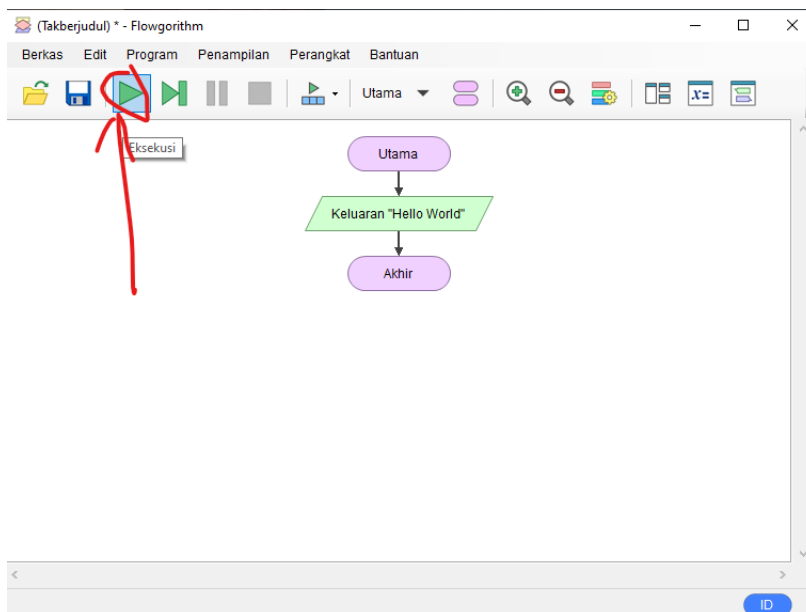 (Takberjudul) * - Flowgorithm
Berkas Edit Program Penampilan Perangkat Bantuan
Utama
x=
Eksekusi
Utama
Keluaran "Hello World"
Akhir
ID